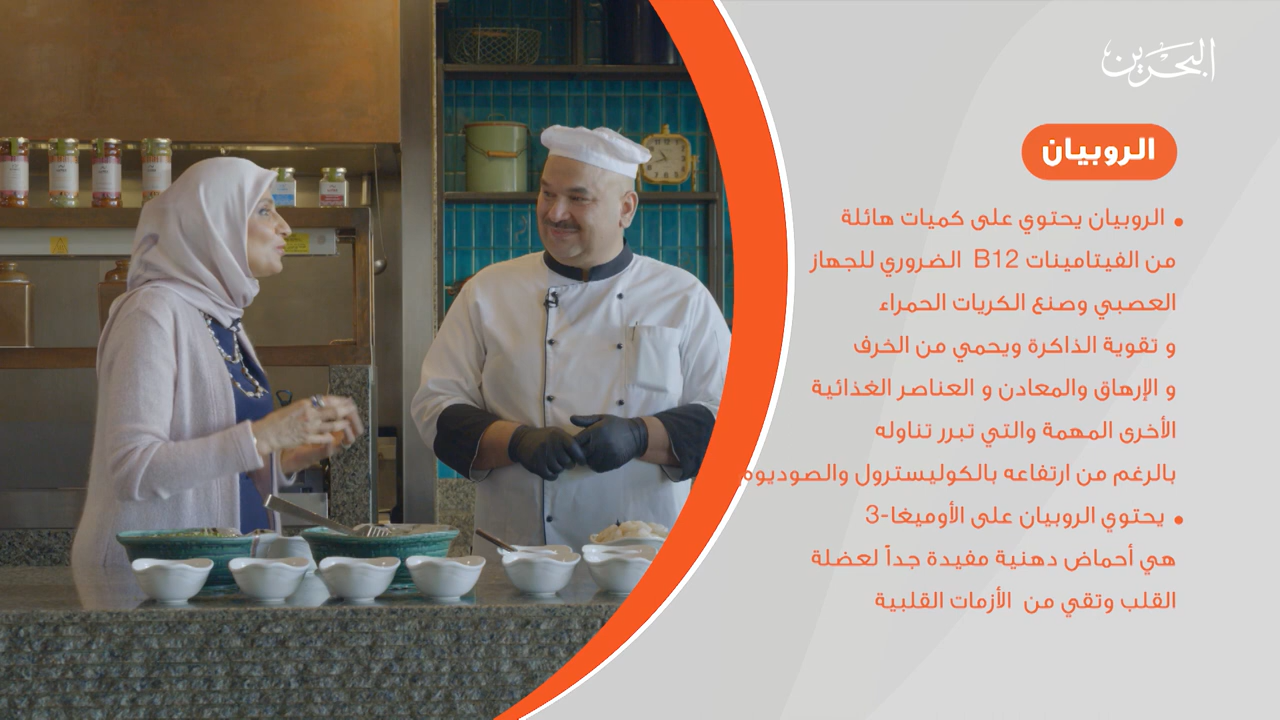 البحرين
الروبيان
• الروبيان يحتوي على كميات هائلة
من الفيتامينات B12 الضروري للجهاز
العصبي وصنع الكريات الحمراء
و تقوية الذاكرة ويحمي من الخرف
و الإرهاق والمعادن و العناصر الغذائية
الأخرى المهمة والتي تبرر تناوله
بالرغم من ارتفاعه بالكوليسترول والصوديوم
• يحتوي الروبيان على الأوميغا-3
هي أحماض دهنية مفيدة جداً لعضلة
القلب وتقي من الأزمات القلبية